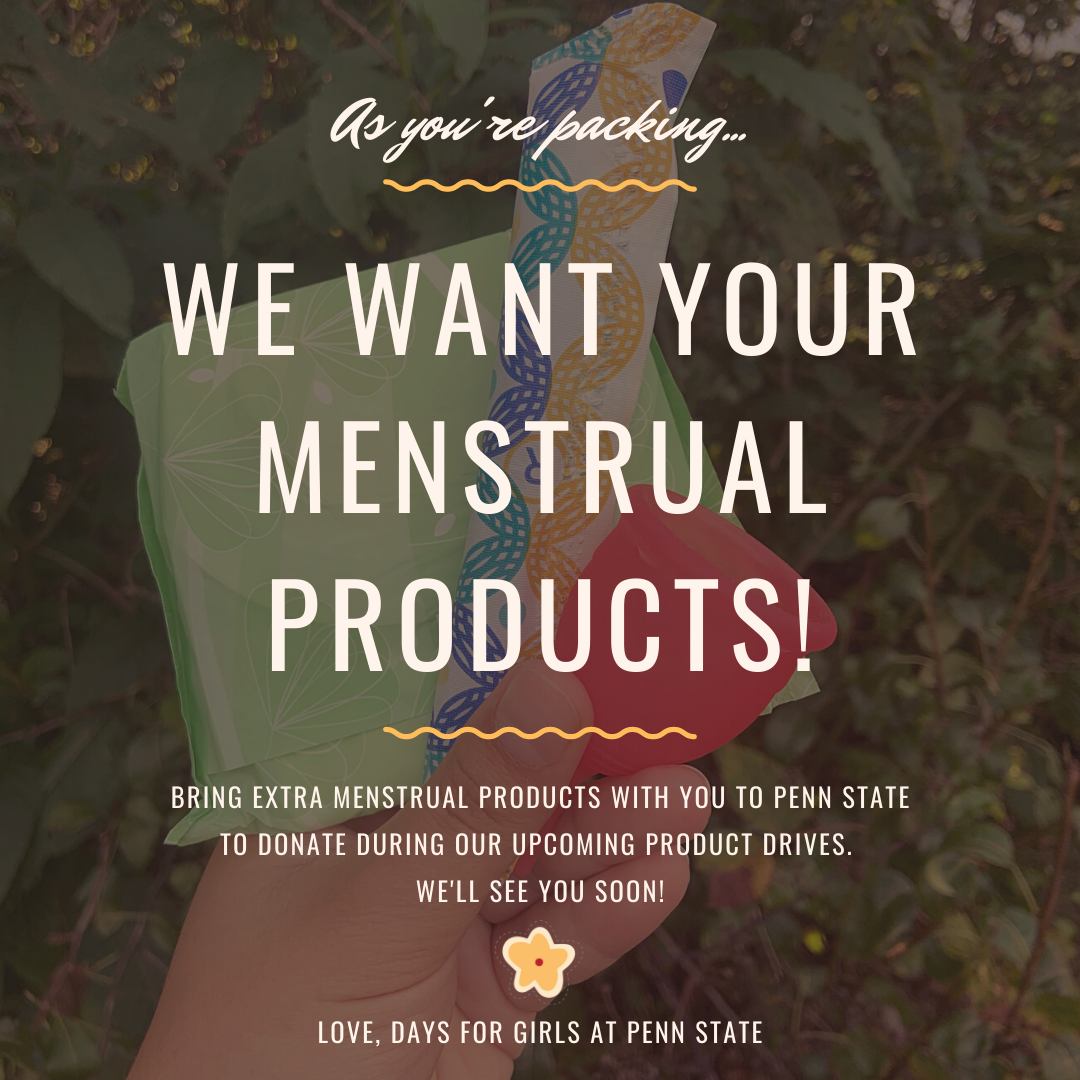 As you're packing...
WE WANT YOUR
MENSTRUAL
PRODUCTS!
BRING EXTRA MENSTRUAL PRODUCTS WITH YOU TO PENN STATE
TO DONATE DURING OUR UPCOMING PRODUCT DRIVES.
WE'LL SEE YOU SOON!
LOVE, DAYS FOR GIRLS AT PENN STATE